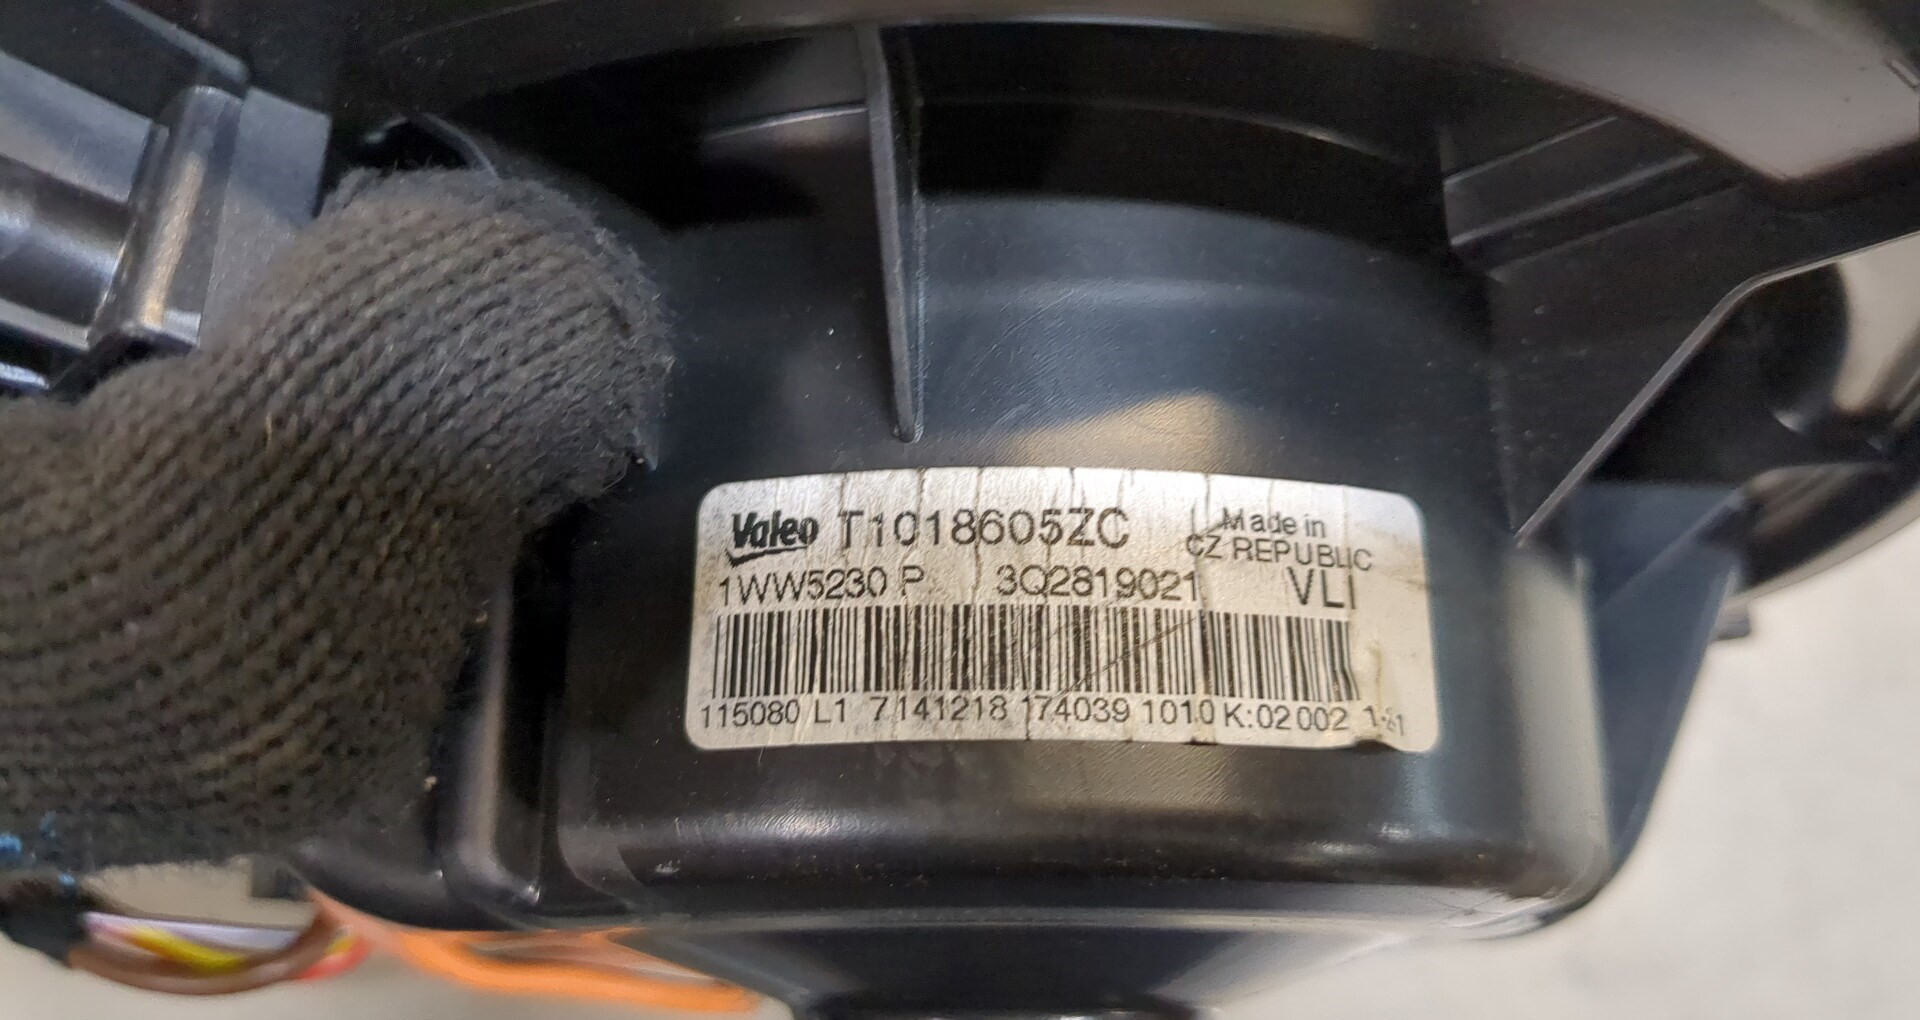 Valeo T1018605ZC Made in
CZ REPUBLIC
1WW5230 P 3Q2819021 VLI
115080 L1 7141218 174039 1010 K:02 002